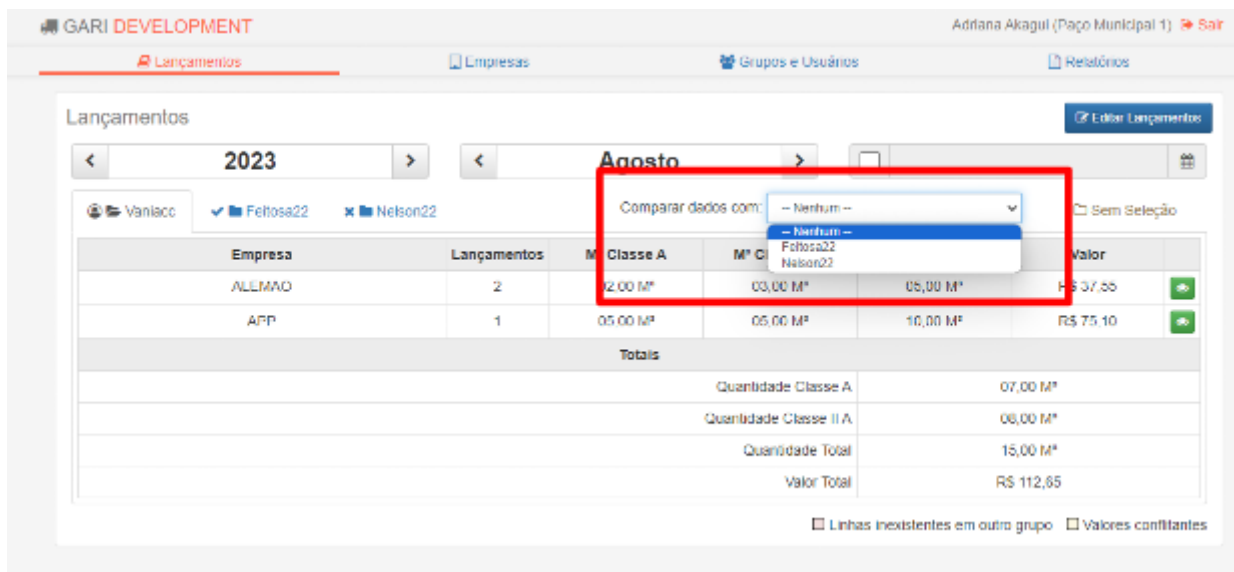 GARI DEVELOPMENT
Adriana Akagui (Paço Municipal 1) Sair
Lançamentos Empresas Grupos e Usuários Relatórios
Lançamentos
Editar Lançamentos
2023 Agosto
Vaniacc Feitosa22 Nelson22 Comparar dados com: -- Nenhum -- Sem Seleção
-- Nenhum --
Feitosa22
Nelson22
Empresa Lançamentos M³ Classe A Valor
ALEMAO 2 02,00 M³ 03,00 M³ 05,00 M³ R$ 37,55
APP 1 05,00 M³ 05,00 M³ 10,00 M³ R$ 75,10
Totais
Quantidade Classe A 07,00 M³
Quantidade Classe II A 08,00 M³
Quantidade Total 15,00 M³
Valor Total R$ 112,65
Linhas inexistentes em outro grupo Valores conflitantes